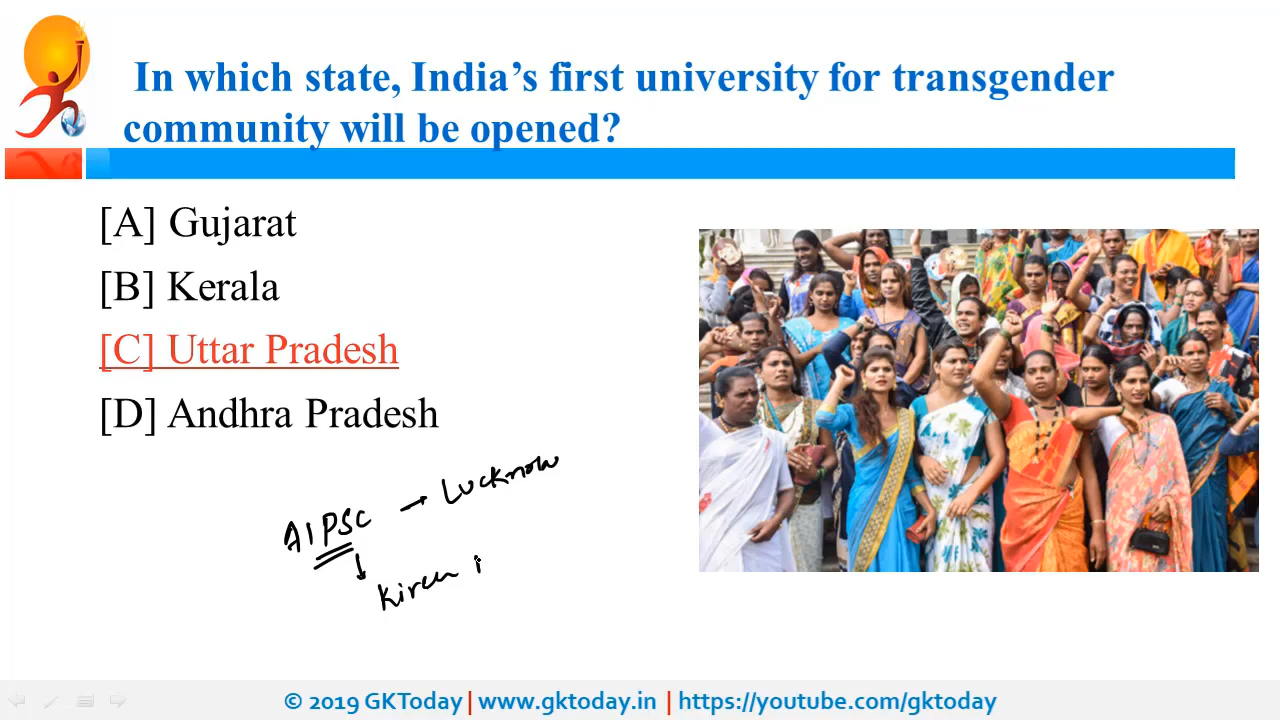 In which state, India's first university for transgender
community will be opened?
[A] Gujarat
[B] Kerala
[C] Uttar Pradesh
[D] Andhra Pradesh
AIPSC → Lucknow
Kiren
© 2019 GKToday | www.gktoday.in | https://youtube.com/gktoday